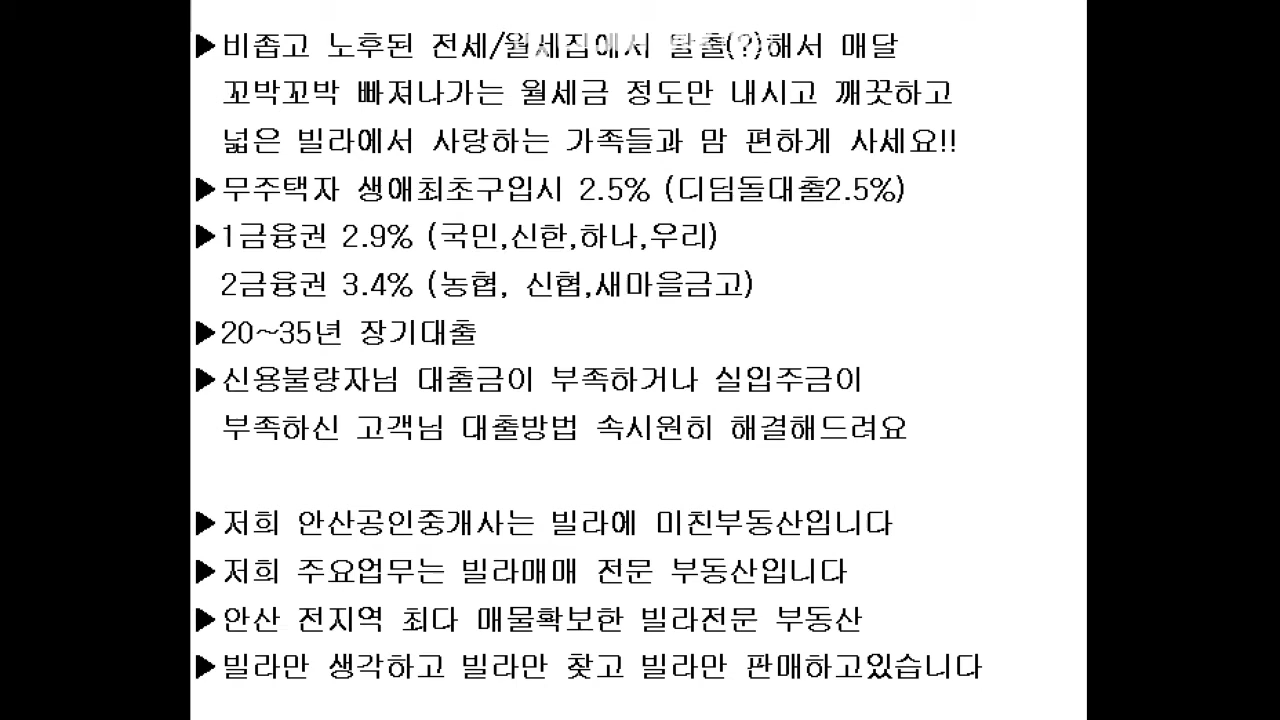 ▶비좁고 노후된 전세/월세집에서 탈출(?)해서 매달
꼬박꼬박 빠져나가는 월세금 정도만 내시고 깨끗하고
넓은 빌라에서 사랑하는 가족들과 맘 편하게 사세요!!
▶무주택자 생애최초구입시 2.5% (디딤돌대출2.5%)
▶1금융권 2.9% (국민,신한,하나,우리)
2금융권 3.4% (농협, 신협,새마을금고)
▶20~35년 장기대출
▶신용불량자님 대출금이 부족하거나 실입주금이
부족하신 고객님 대출방법 속시원히 해결해드려요
▶저희 안산공인중개사는 빌라에 미친부동산입니다
▶저희 주요업무는 빌라매매 전문 부동산입니다
▶안산 전지역 최다 매물확보한 빌라전문 부동산
▶빌라만 생각하고 빌라만 찾고 빌라만 판매하고있습니다